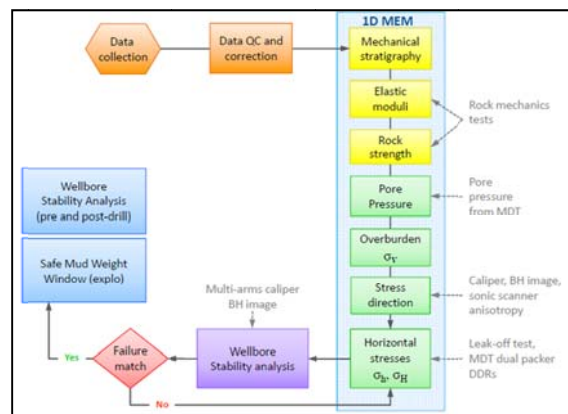 1D MEM
Data
collection
Data QC and
correction
Mechanical
stratigraphy
Elastic
moduli
Rock mechanics
tests
Rock
strength
Wellbore
Stability Analysis
(pre and post-drill)
Pore
Pressure
Pore
pressure
from MDT
Overburden
σv
Safe Mud Weight
Window (explo)
Stress
direction
Caliper, BH image,
sonic scanner
anisotropy
Multi-arms caliper
BH image
Yes
Failure
match
No
Wellbore
Stability analysis
Horizontal
stresses
σh, σH
Leak-off test,
MDT dual packer
DDRs